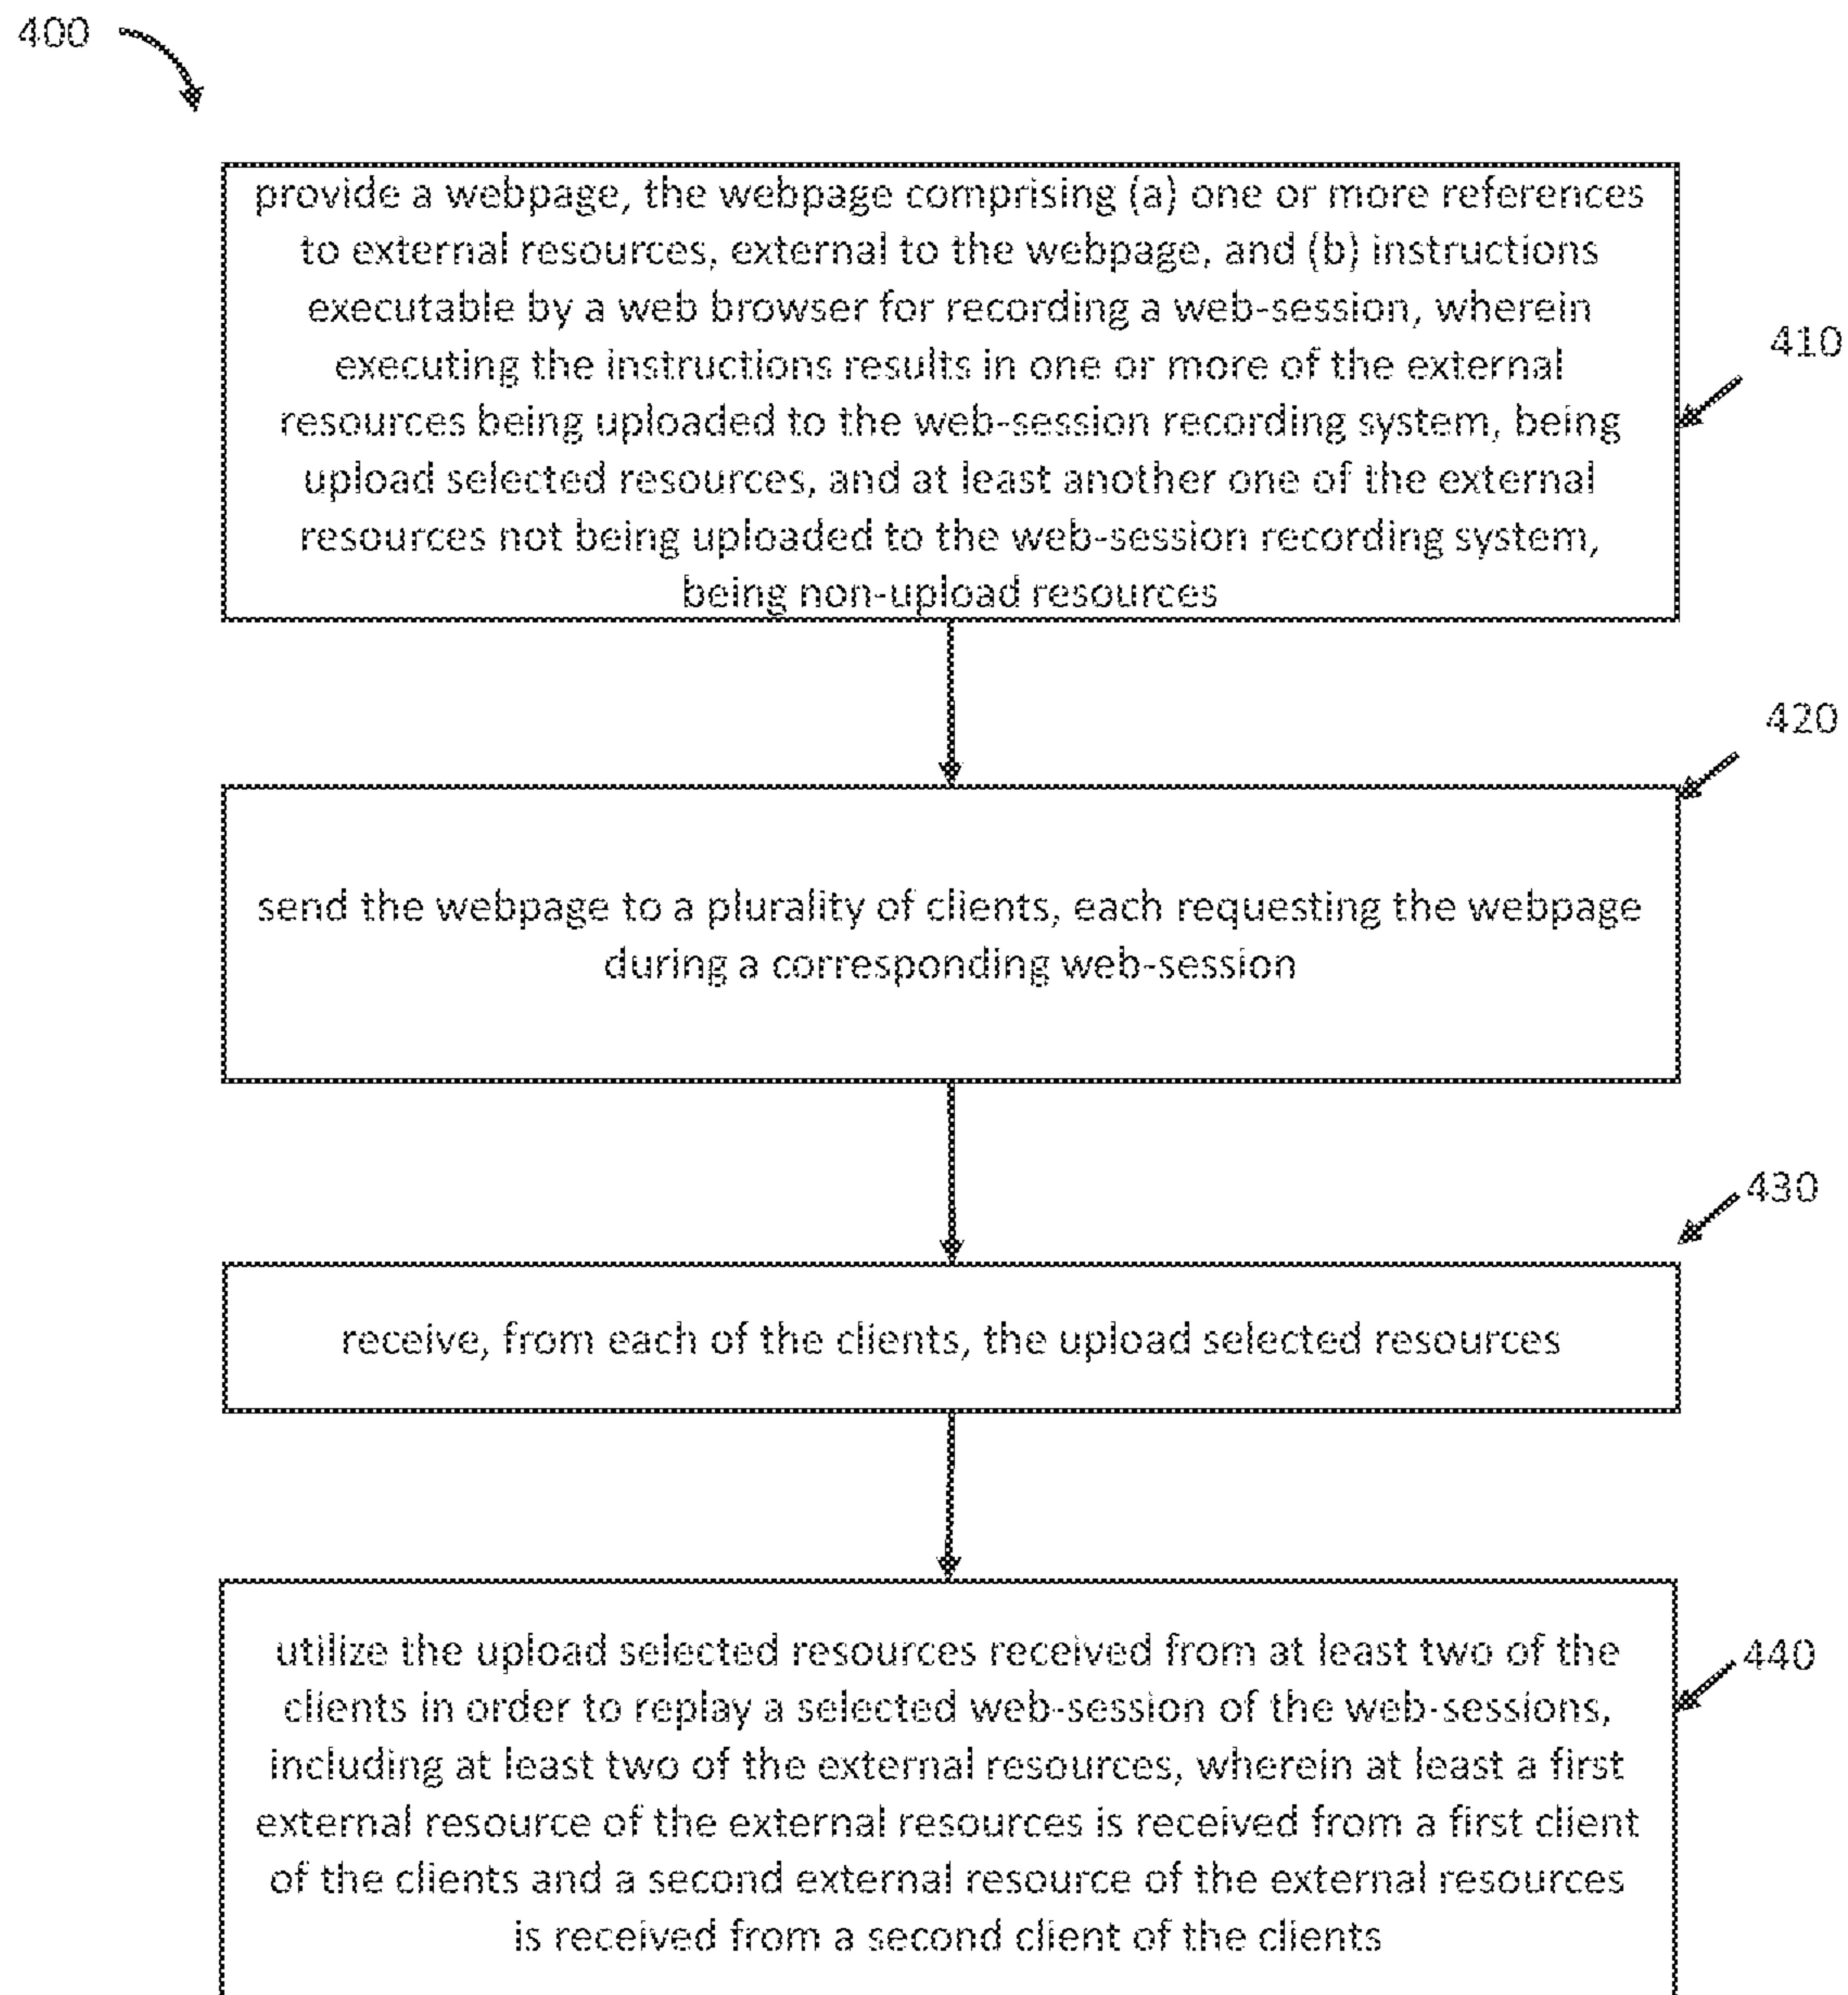 400
provide a webpage, the webpage comprising (a) one or more references
to external resources, external to the webpage, and (b) instructions
executable by a web browser for recording a web-session, wherein
executing the instructions results in one or more of the external
resources being uploaded to the web-session recording system, being
upload selected resources, and at least another one of the external
resources not being uploaded to the web-session recording system,
being non-upload resources
410
420
send the webpage to a plurality of clients, each requesting the webpage
during a corresponding web-session
430
receive, from each of the clients, the upload selected resources
utilize the upload selected resources received from at least two of the
clients in order to replay a selected web-session of the web-sessions,
including at least two of the external resources, wherein at least a first
external resource of the external resources is received from a first client
of the clients and a second external resource of the external resources
is received from a second client of the clients
440